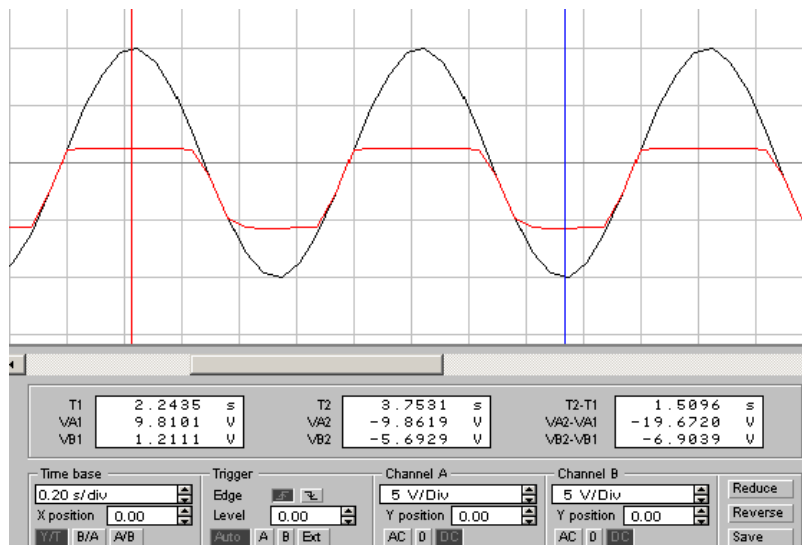 T1 2.2435 s T2 3.7531 s T2-T1 1.5096 s
VA1 9.8101 V VA2 -9.8619 V VA2-VA1 -19.6720 V
VB1 1.2111 V VB2 -5.6929 V VB2-VB1 -6.9039 V
Time base Trigger Channel A Channel B
0.20 s/div Edge 5 V/Div 5 V/Div Reduce
X position 0.00 Level 0.00 Y position 0.00 Y position 0.00 Reverse
Y/T B/A A/B Auto A B Ext AC 0 DC AC 0 DC Save